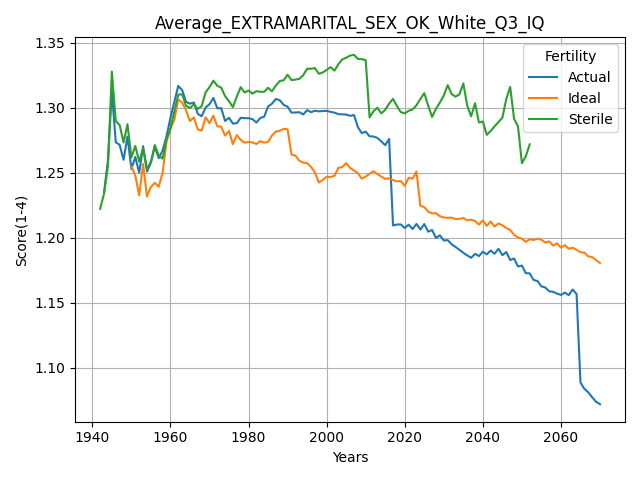 Average_EXTRAMARITAL_SEX_OK_White_Q3_IQ
Fertility
Actual
Ideal
Sterile
Score(1-4)
1.35
1.30
1.25
1.20
1.15
1.10
1940 1960 1980 2000 2020 2040 2060
Years